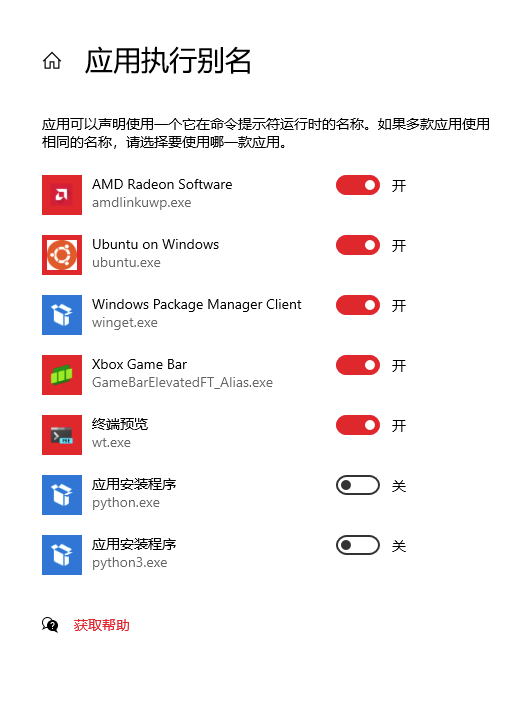 应用执行别名
应用可以声明使用一个它在命令提示符运行时的名称。如果多款应用使用
相同的名称，请选择要使用哪一款应用。
AMD Radeon Software
amdlinkuwp.exe
开
Ubuntu on Windows
ubuntu.exe
开
Windows Package Manager Client
winget.exe
开
Xbox Game Bar
GameBarElevatedFT_Alias.exe
开
终端预览
wt.exe
开
应用安装程序
python.exe
关
应用安装程序
python3.exe
关
获取帮助